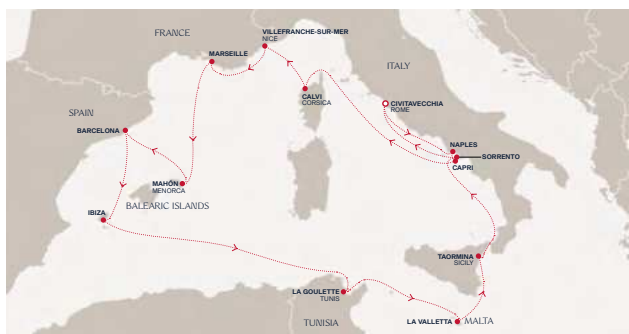 FRANCE
VILLEFRANCHE-SUR-MER
NICE
MARSEILLE
ITALY
CALVI
CORSICA
CIVITAVECCHIA
ROME
SPAIN
BARCELONA
NAPLES
SORRENTO
CAPRI
MAHÓN
MENORCA
BALEARIC ISLANDS
IBIZA
TAORMINA
SICILY
LA GOULETTE
TUNIS
LA VALLETTA
MALTA
TUNISIA